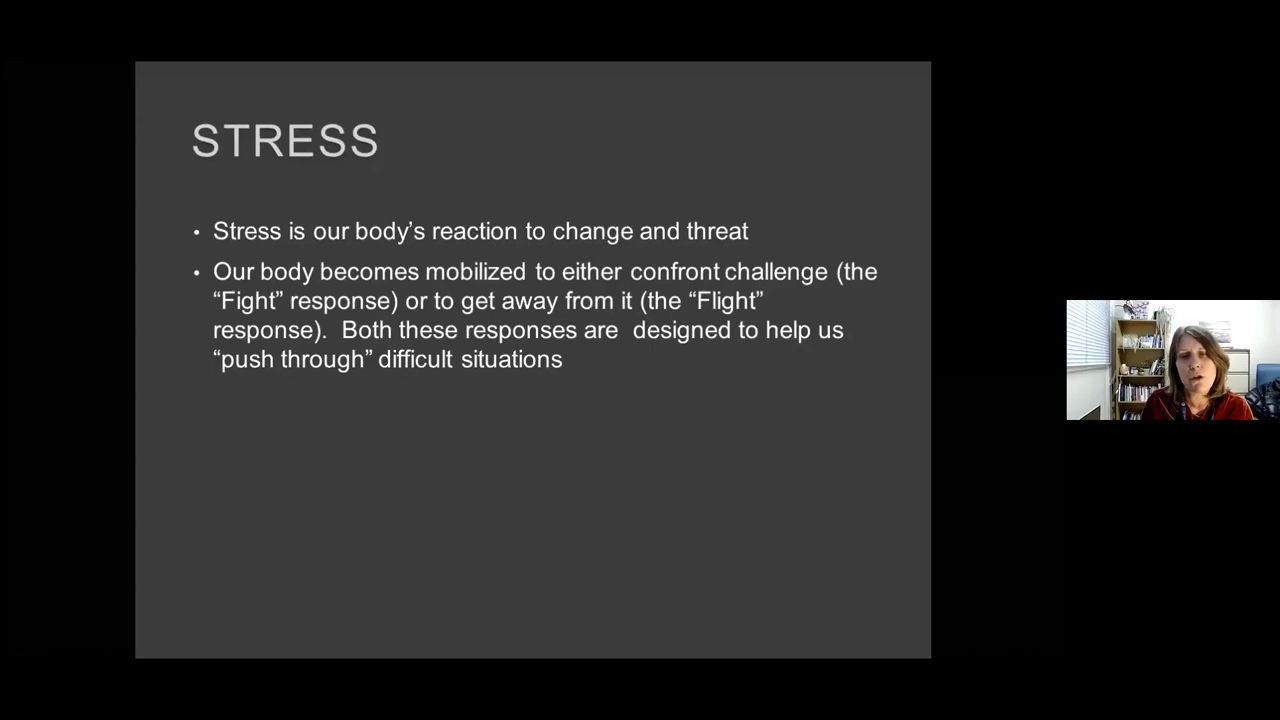 STRESS
• Stress is our body’s reaction to change and threat
• Our body becomes mobilized to either confront challenge (the
“Fight” response) or to get away from it (the “Flight”
response).  Both these responses are  designed to help us
“push through” difficult situations